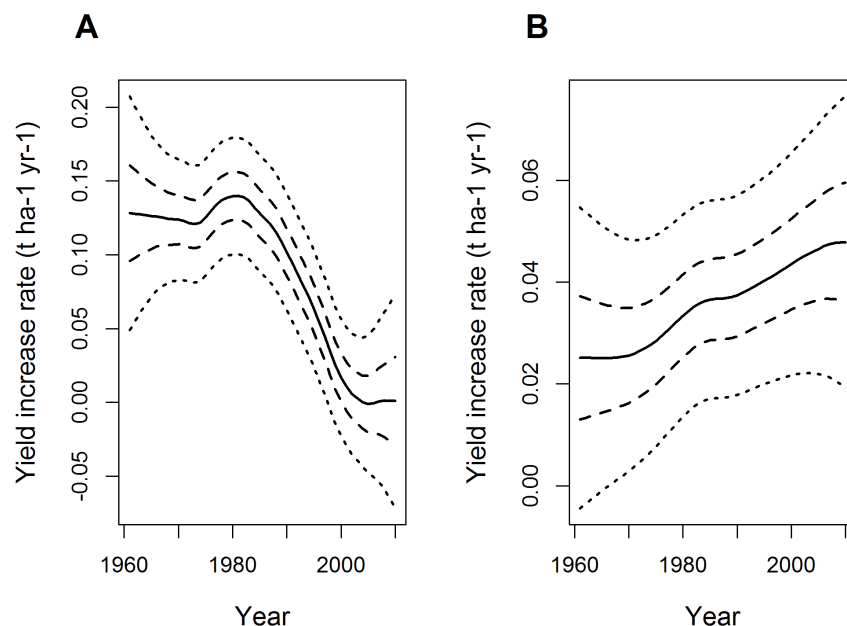 A
Yield increase rate (t ha-1 yr-1)
0.20
0.15
0.10
0.05
0.00
-0.05
1960
1980
2000
Year
B
Yield increase rate (t ha-1 yr-1)
0.06
0.04
0.02
0.00
1960
1980
2000
Year